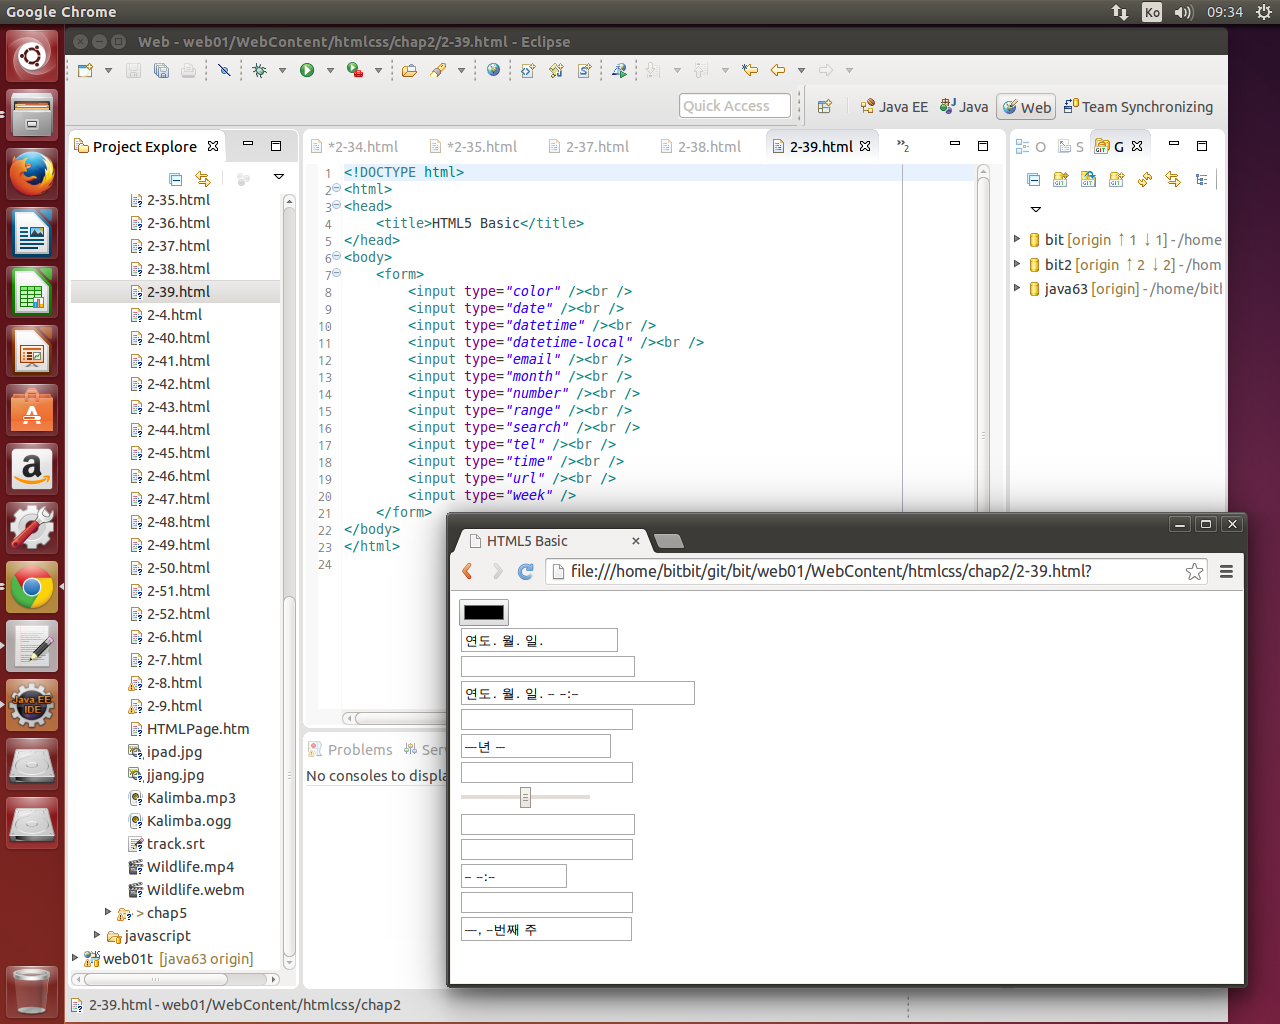 Google Chrome
Ko
09:34
Web - web01/WebContent/htmlcss/chap2/2-39.html - Eclipse
Quick Access
Java EE
Java
Web
Team Synchronizing
Project Explore
2-35.html
2-36.html
2-37.html
2-38.html
2-39.html
2-4.html
2-40.html
2-41.html
2-42.html
2-43.html
2-44.html
2-45.html
2-46.html
2-47.html
2-48.html
2-49.html
2-50.html
2-51.html
2-52.html
2-6.html
2-7.html
2-8.html
2-9.html
HTMLPage.htm
ipad.jpg
jjang.jpg
Kalimba.mp3
Kalimba.ogg
track.srt
Wildlife.mp4
Wildlife.webm
> chap5
javascript
web01t [java63 origin]
*2-34.html
*2-35.html
2-37.html
2-38.html
2-39.html
»2
1 <!DOCTYPE html>
2 <html>
3 <head>
4 <title>HTML5 Basic</title>
5 </head>
6 <body>
7 <form>
8 <input type="color" /><br />
9 <input type="date" /><br />
10 <input type="datetime" /><br />
11 <input type="datetime-local" /><br />
12 <input type="email" /><br />
13 <input type="month" /><br />
14 <input type="number" /><br />
15 <input type="range" /><br />
16 <input type="search" /><br />
17 <input type="tel" /><br />
18 <input type="time" /><br />
19 <input type="url" /><br />
20 <input type="week" />
21 </form>
22 </body>
23 </html>
24
O
S
G
bit [origin ↑1 ↓1] - /home
bit2 [origin ↑2 ↓2] - /hom
java63 [origin] - /home/bitb
Problems
Serv
No consoles to displa
HTML5 Basic
file:///home/bitbit/git/bit/web01/WebContent/htmlcss/chap2/2-39.html?
연도. 월. 일.
연도. 월. 일. -- --:--
----년 --
-- --:--
----, --번째 주
Java EE
IDE
2-39.html - web01/WebContent/htmlcss/chap2